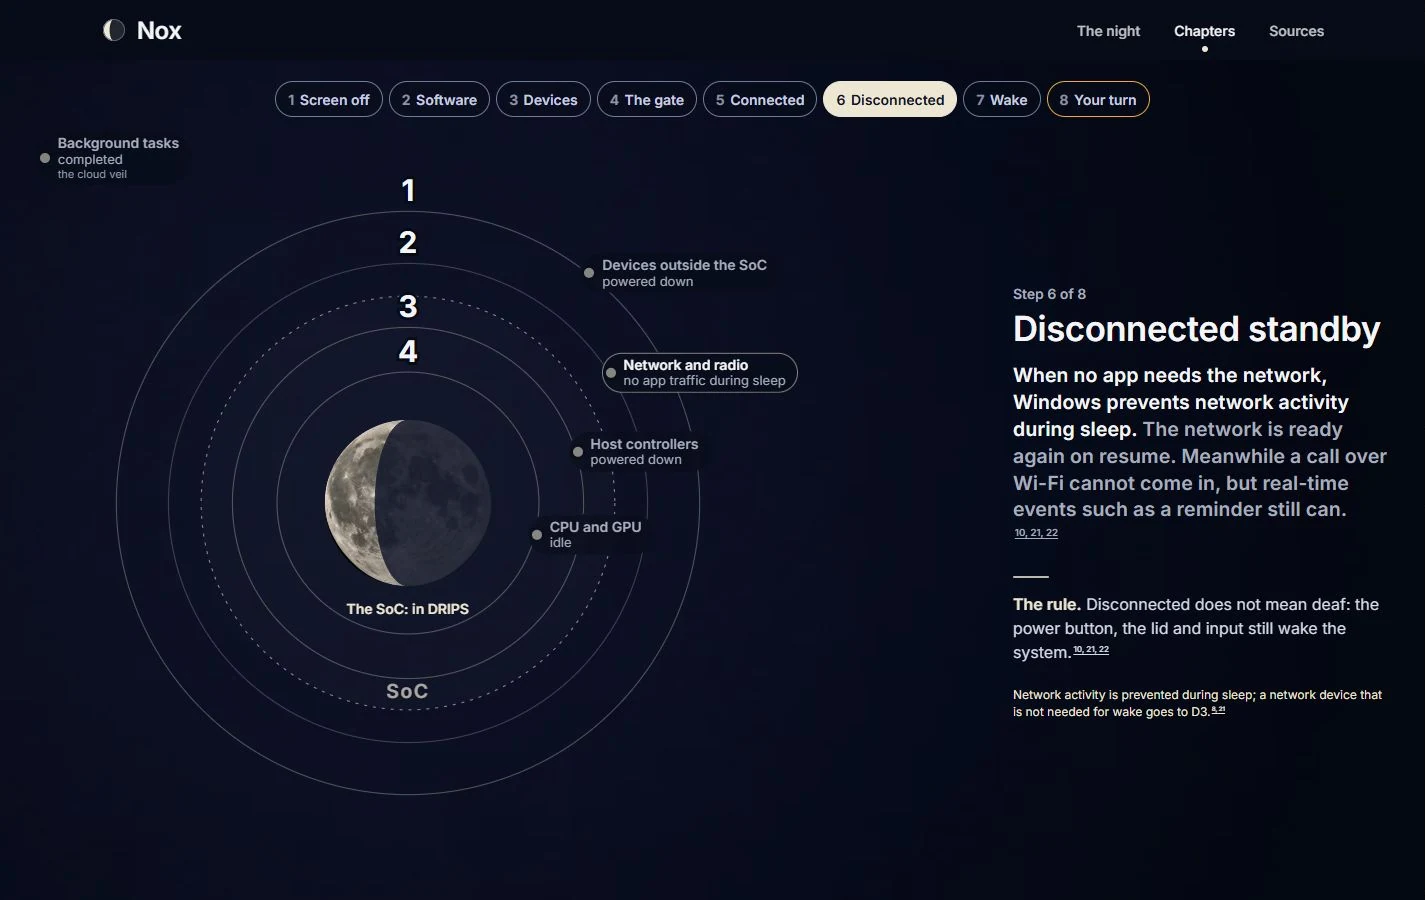 Nox
The night
Chapters
Sources
1 Screen off
2 Software
3 Devices
4 The gate
5 Connected
6 Disconnected
7 Wake
8 Your turn
Background tasks
completed
the cloud veil
1
2
3
4
Devices outside the SoC
powered down
Network and radio
no app traffic during sleep
Host controllers
powered down
CPU and GPU
idle
The SoC: in DRIPS
SoC
Step 6 of 8
Disconnected standby
When no app needs the network,
Windows prevents network activity
during sleep. The network is ready
again on resume. Meanwhile a call over
Wi-Fi cannot come in, but real-time
events such as a reminder still can.
10, 21, 22
The rule. Disconnected does not mean deaf: the
power button, the lid and input still wake the
system.10, 21, 22
Network activity is prevented during sleep; a network device that
is not needed for wake goes to D3.8, 21